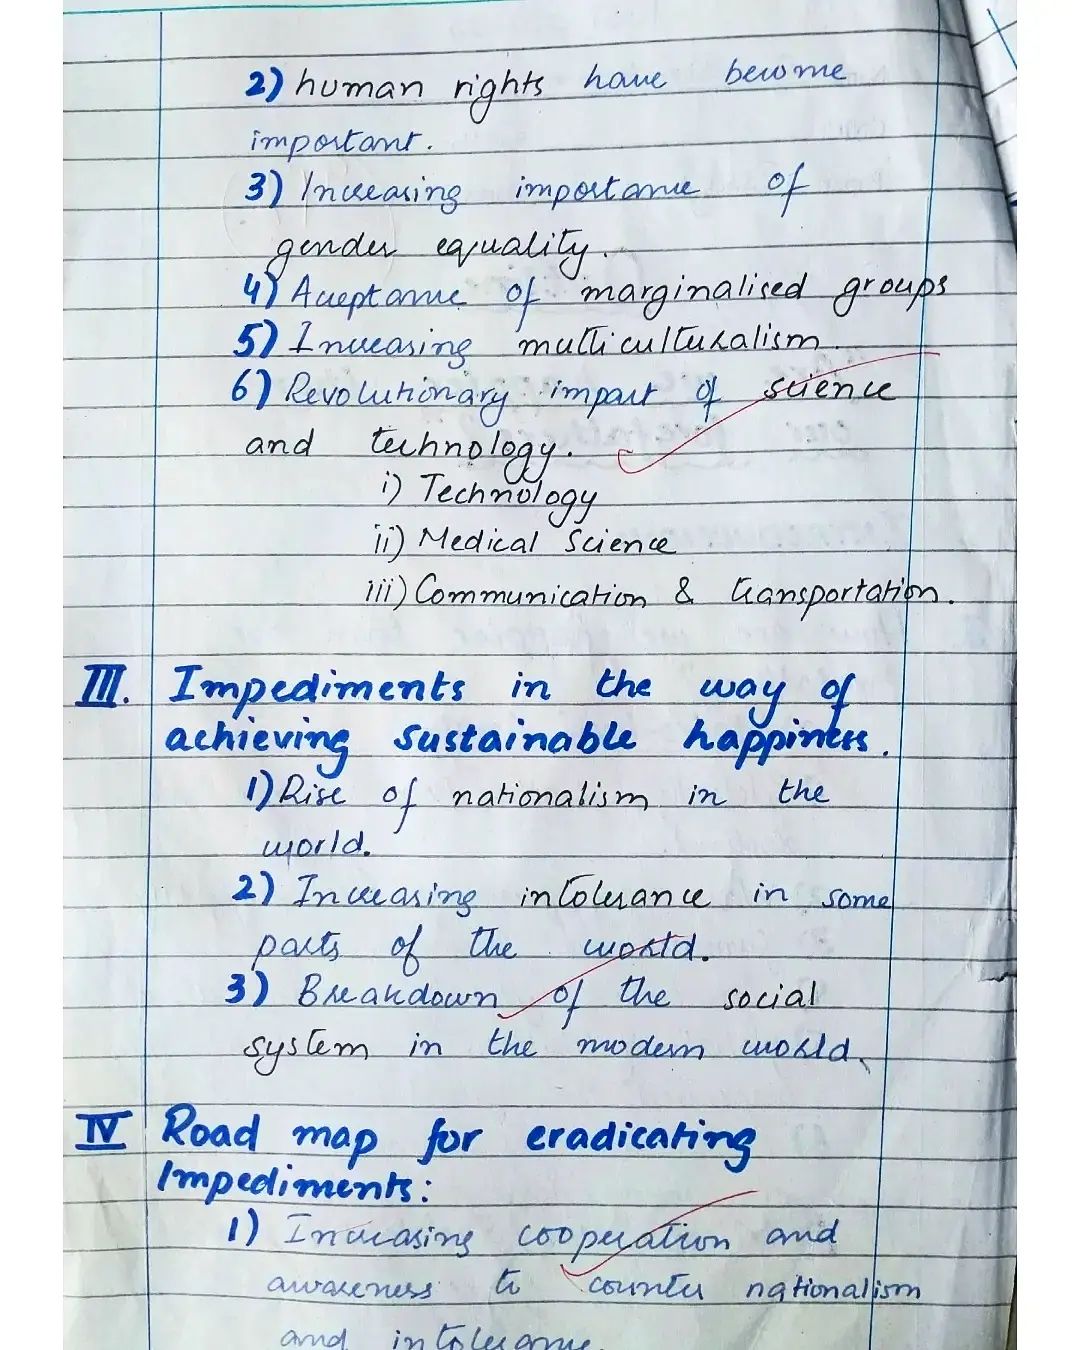 2) human rights have become
important.
3) Increasing importance of
gender equality.
4) Acceptance of marginalised groups
5) Increasing multiculturalism.
6) Revolutionary impact of science
and technology.
i) Technology
ii) Medical Science
iii) Communication & transportation.
III. Impediments in the way of
achieving sustainable happiness.
1) Rise of nationalism in the
world.
2) Increasing intolerance in some
parts of the world.
3) Breakdown of the social
system in the modern world.
IV Road map for eradicating
Impediments:
1) Increasing cooperation and
awareness to counter nationalism
and intolerance.